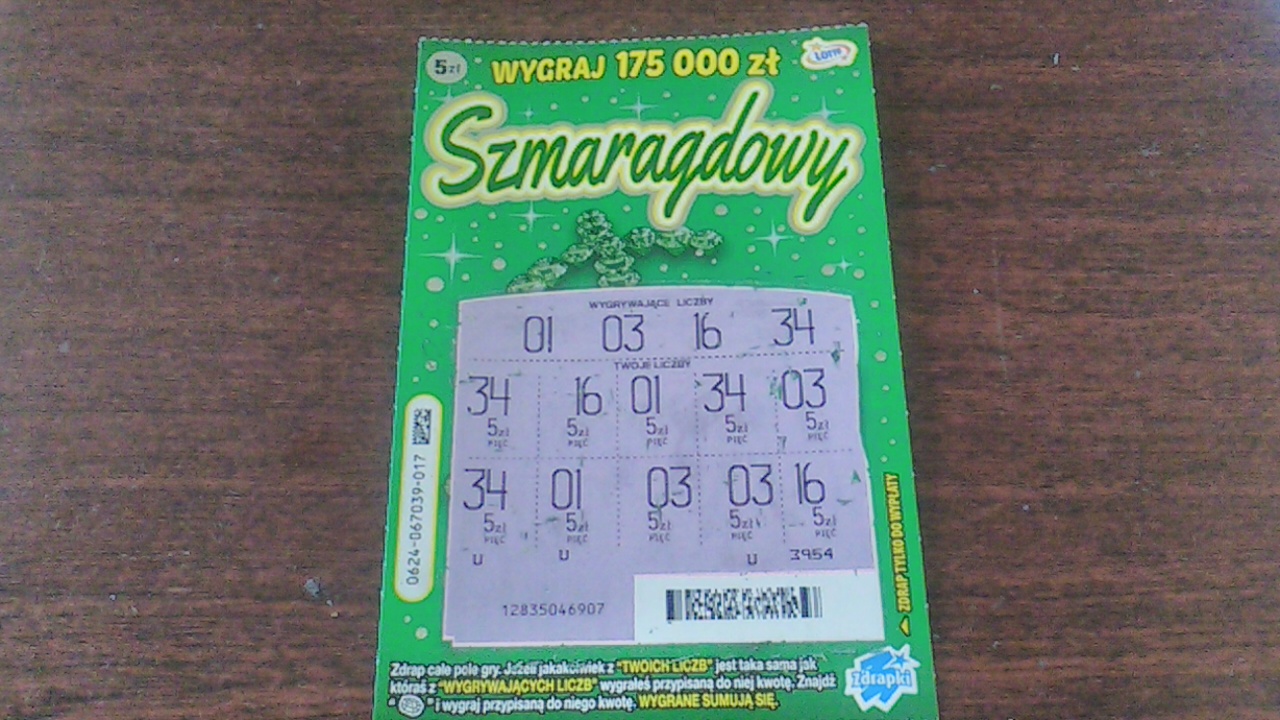 5 zł
WYGRAJ 175 000 zł
LOTTO
Szmaragdowy
WYGRYWAJĄCE LICZBY
01 03 16 34
TWOJE LICZBY
34 16 01 34 03
5zł 5zł 5zł 5zł 5zł
PIĘĆ PIĘĆ PIĘĆ PIĘĆ PIĘĆ
34 01 03 03 16
5zł 5zł 5zł 5zł 5zł
PIĘĆ PIĘĆ PIĘĆ PIĘĆ PIĘĆ
U U U 3954
12835046907
0624-067039-017
ZDRAP TYLKO DO WYPŁATY
Zdrap całe pole gry. Jeżeli jakakolwiek z "TWOICH LICZB" jest taka sama jak
któraś z "WYGRYWAJĄCYCH LICZB" wygrałeś przypisaną do niej kwotę. Znajdź
" " i wygraj przypisaną do niego kwotę. WYGRANE SUMUJĄ SIĘ.
Zdrapki